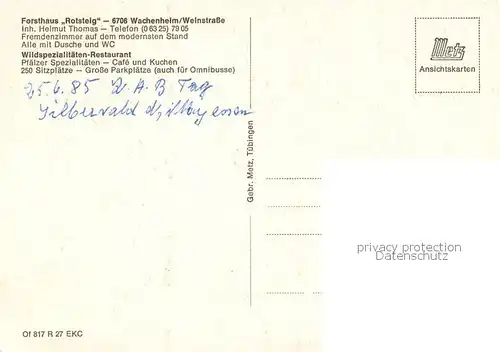 Forsthaus „Rotsteig“ — 6706 Wachenheim/Weinstraße
Inh. Helmut Thomas — Telefon (0 63 25) 79 05
Fremdenzimmer auf dem modernsten Stand
Alle mit Dusche und WC
Wildspezialitäten-Restaurant
Pfälzer Spezialitäten — Café und Kuchen
250 Sitzplätze — Große Parkplätze (auch für Omnibusse)
25.6.85 Tag
Silberwald
Metz
Ansichtskarten
Gebr. Metz, Tübingen
privacy protection
Datenschutz
Of 817 R 27 EKC